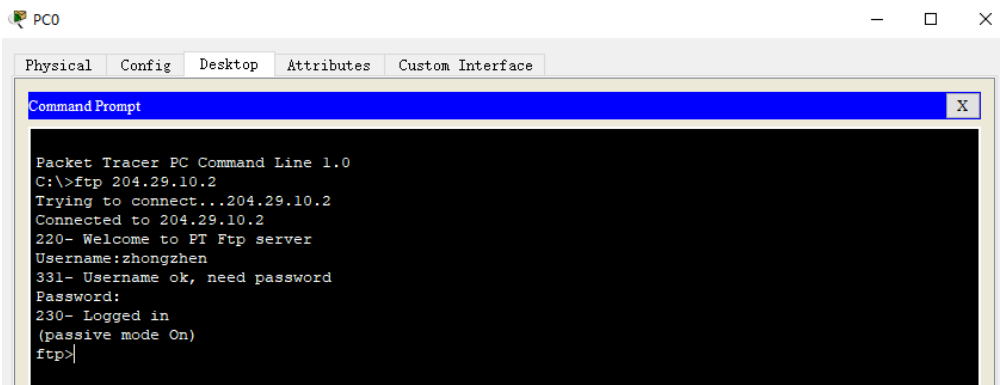 PC0
Physical Config Desktop Attributes Custom Interface
Command Prompt X
Packet Tracer PC Command Line 1.0
C:\>ftp 204.29.10.2
Trying to connect...204.29.10.2
Connected to 204.29.10.2
220- Welcome to PT Ftp server
Username:zhongzhen
331- Username ok, need password
Password:
230- Logged in
(passive mode On)
ftp>